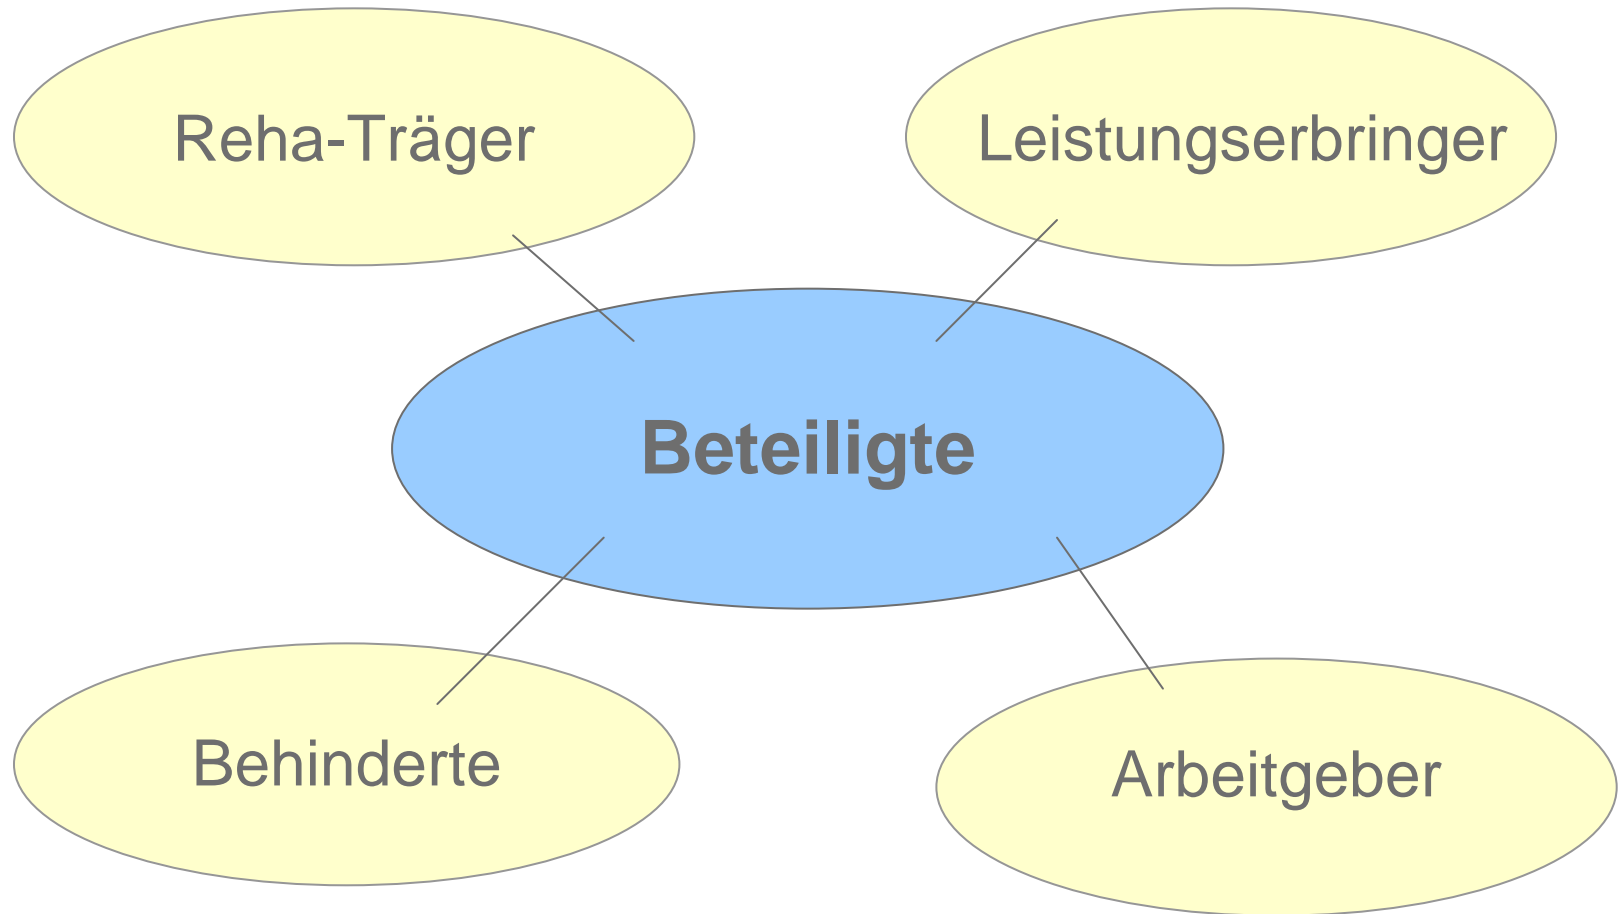 Reha-Träger
Leistungserbringer
Beteiligte
Behinderte
Arbeitgeber